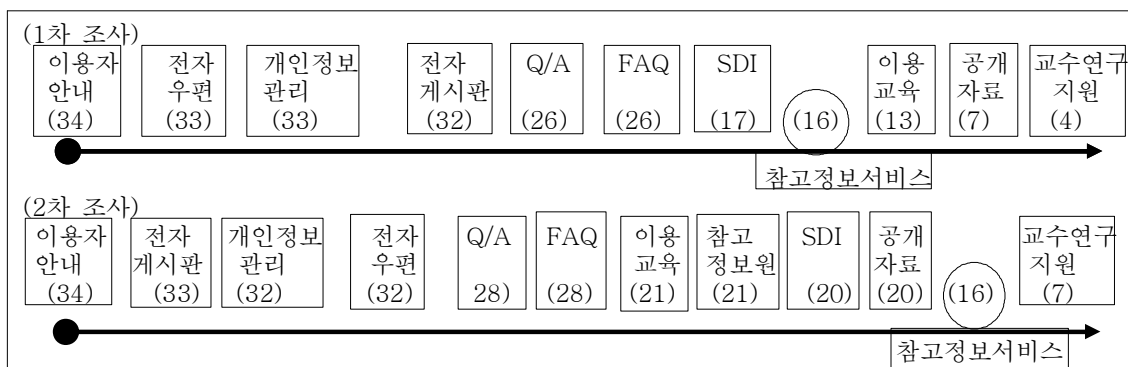 (1차 조사)
이용자 전자 개인정보 전자 Q/A FAQ SDI 이용 공개 교수연구
안내 우편 관리 게시판 교육 자료 지원
(34) (33) (33) (32) (26) (26) (17) (16) (13) (7) (4)
참고정보서비스
(2차 조사)
이용자 전자 개인정보 전자 Q/A FAQ 이용 참고 SDI 공개 교수연구
안내 게시판 관리 우편 교육 정보원 자료 지원
(34) (33) (32) (32) 28) (28) (21) (21) (20) (20) (16) (7)
참고정보서비스